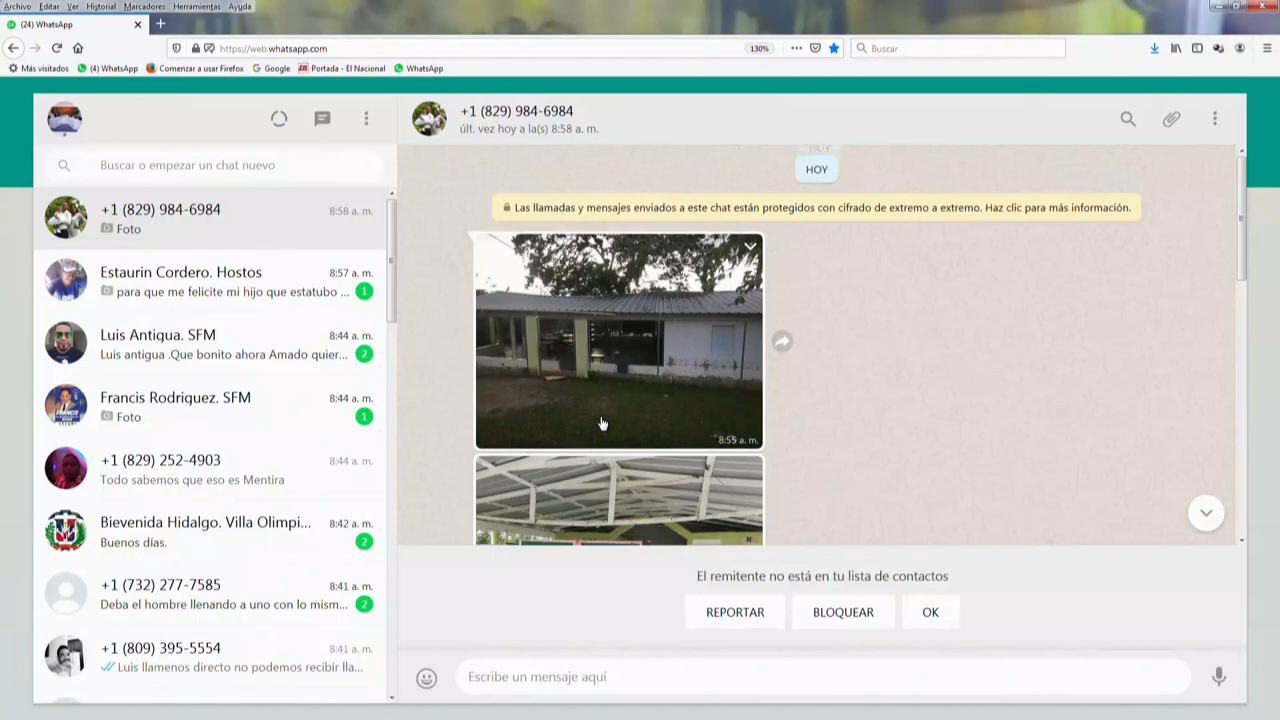 Archivo Editar Ver Historial Marcadores Herramientas Ayuda
(24) WhatsApp
https://web.whatsapp.com
130%
Buscar
Más visitados (4) WhatsApp Comenzar a usar Firefox Google Portada - El Nacional WhatsApp
+1 (829) 984-6984
últ. vez hoy a la(s) 8:58 a. m.
Buscar o empezar un chat nuevo
+1 (829) 984-6984 8:58 a. m.
Foto
Estaurin Cordero. Hostos 8:57 a. m.
para que me felicite mi hijo que estatubo ... 1
Luis Antigua. SFM 8:44 a. m.
Luis antigua .Que bonito ahora Amado quier... 2
Francis Rodriguez. SFM 8:44 a. m.
Foto 1
+1 (829) 252-4903 8:44 a. m.
Todo sabemos que eso es Mentira
Bievenida Hidalgo. Villa Olimpi... 8:42 a. m.
Buenos días. 2
+1 (732) 277-7585 8:41 a. m.
Deba el hombre llenando a uno con lo mism... 2
+1 (809) 395-5554 8:41 a. m.
Luis llamenos directo no podemos recibir lla...
HOY
HOY
Las llamadas y mensajes enviados a este chat están protegidos con cifrado de extremo a extremo. Haz clic para más información.
8:55 a. m.
El remitente no está en tu lista de contactos
REPORTAR BLOQUEAR OK
Escribe un mensaje aquí